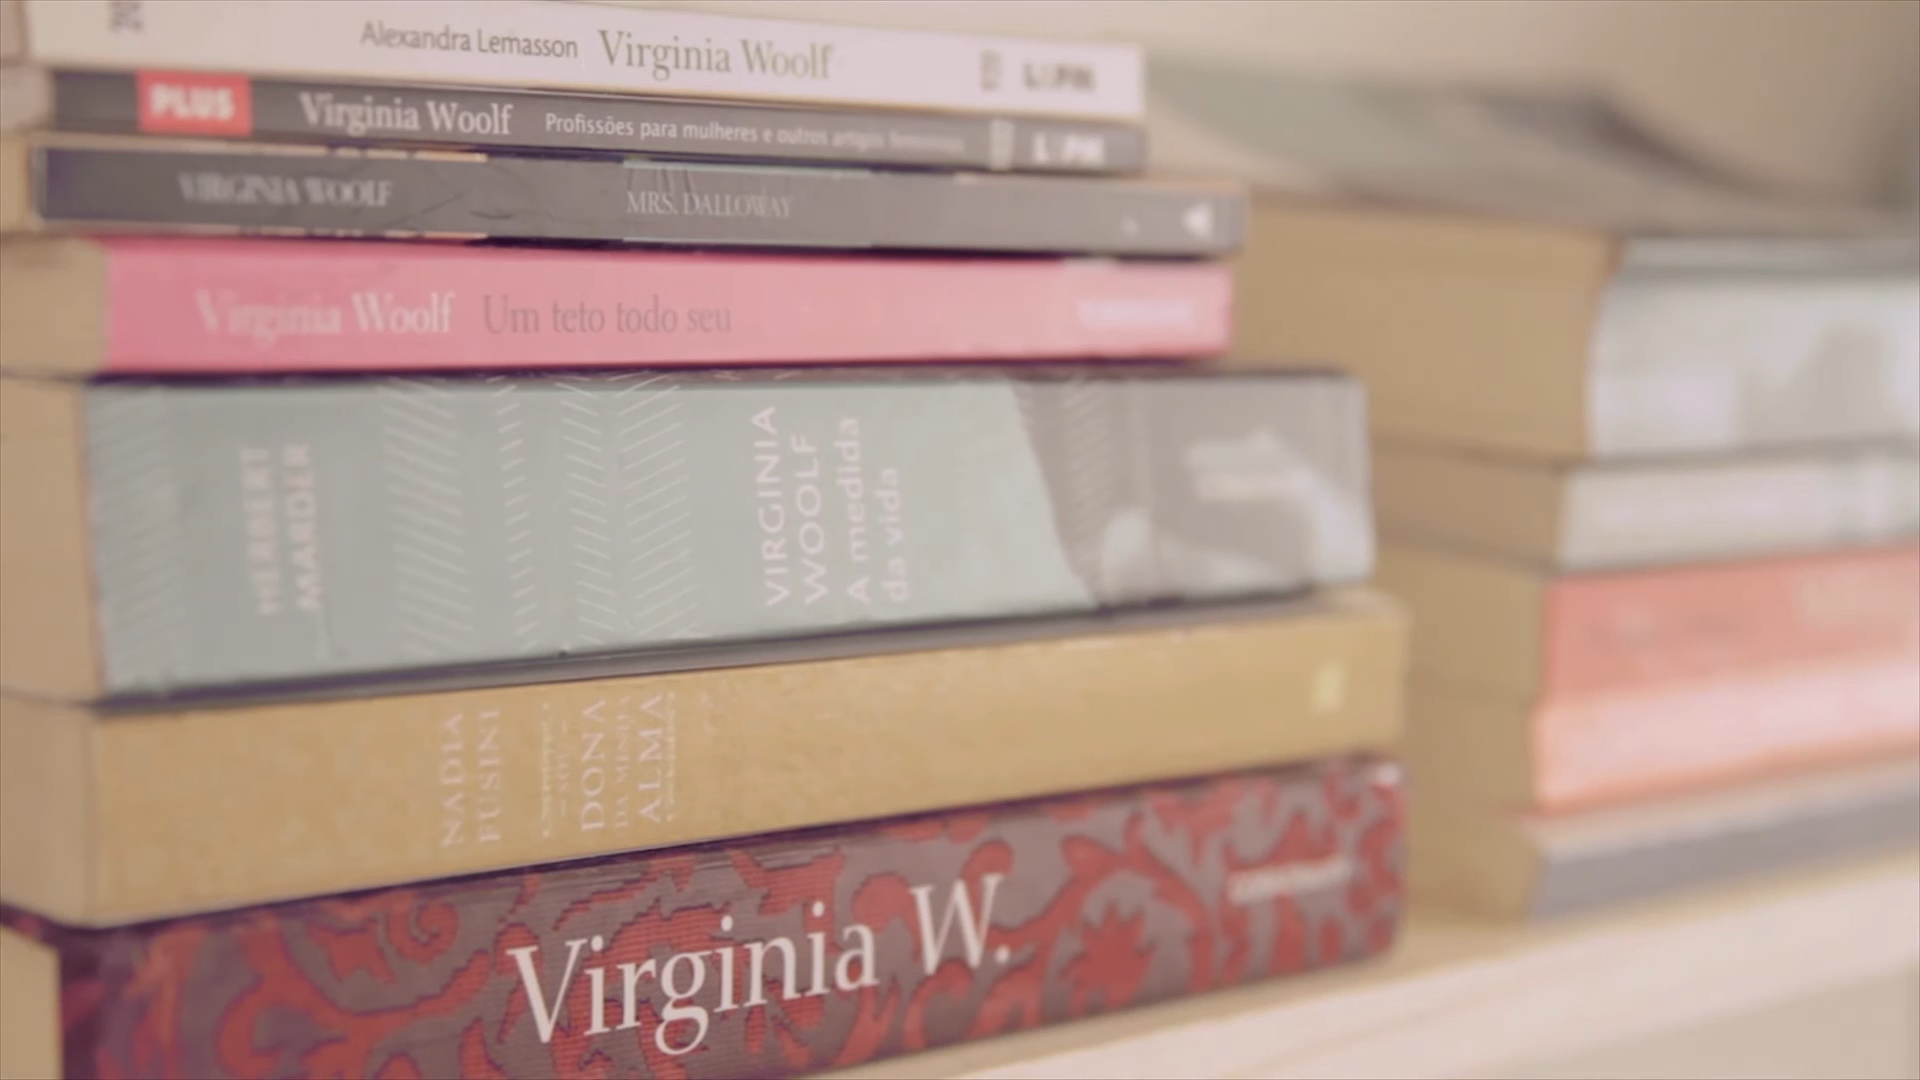 Alexandra Lemasson Virginia Woolf L&PM
PLUS Virginia Woolf Profissões para mulheres e outros artigos feministas L&PM
VIRGINIA WOOLF MRS. DALLOWAY
Virginia Woolf Um teto todo seu
HERBERT
MARDER
VIRGINIA
WOOLF
A medida
da vida
NADIA
FUSINI
SOU
DONA
DA MINHA
ALMA
Virginia W.